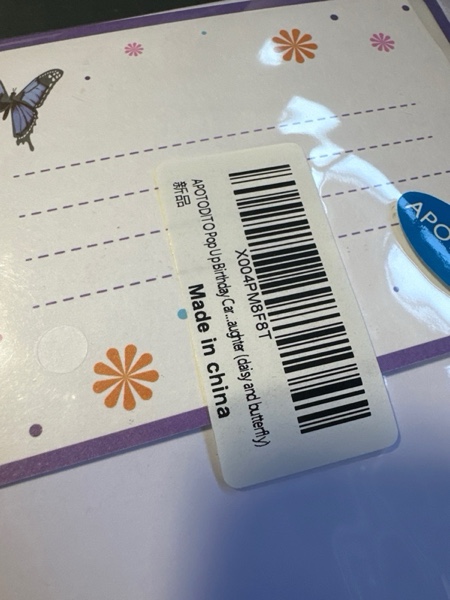 X004PM8F8T
APOTODITO Pop Up Birthday Car...aughter (daisy and butterfly)
新品
Made in china
APO